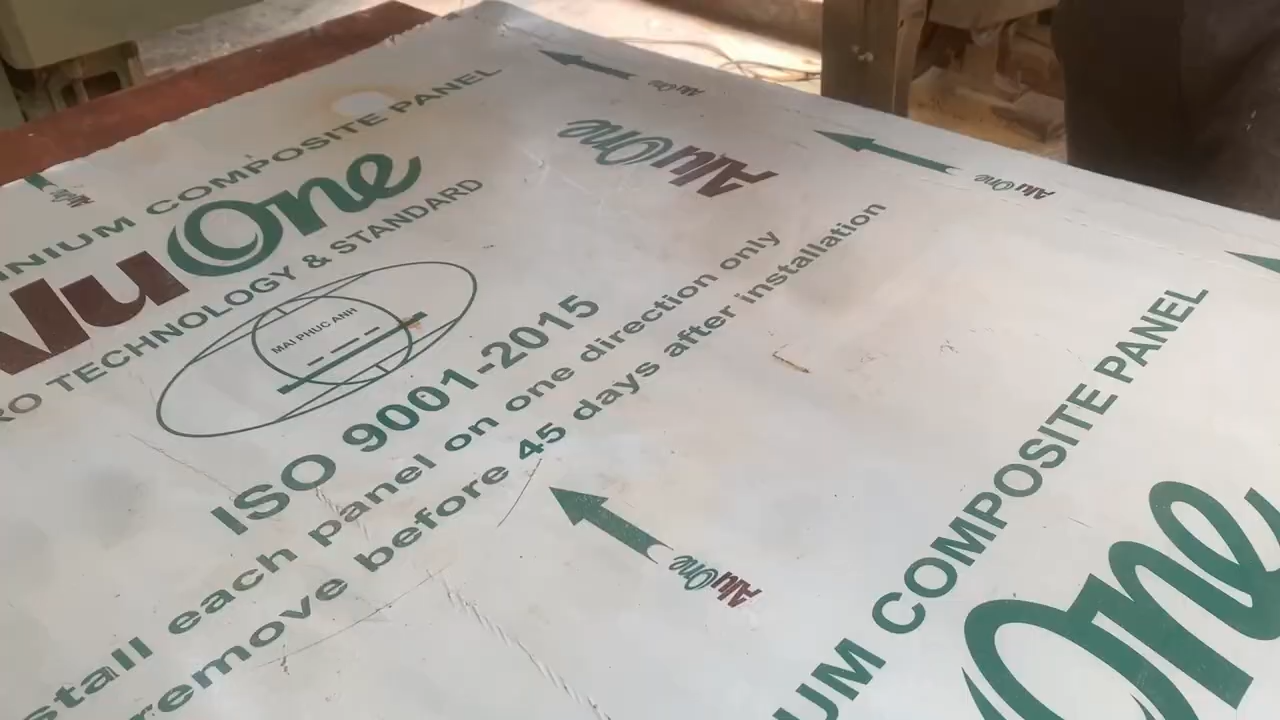 INIUM COMPOSITE PANEL
AluOne
RO TECHNOLOGY & STANDARD
MAI PHUC ANH
ISO 9001-2015
stall each panel on one direction only
remove before 45 days after installation
AluOne
AluOne
AluOne
AluOne
AluOne
UM COMPOSITE PANEL
One